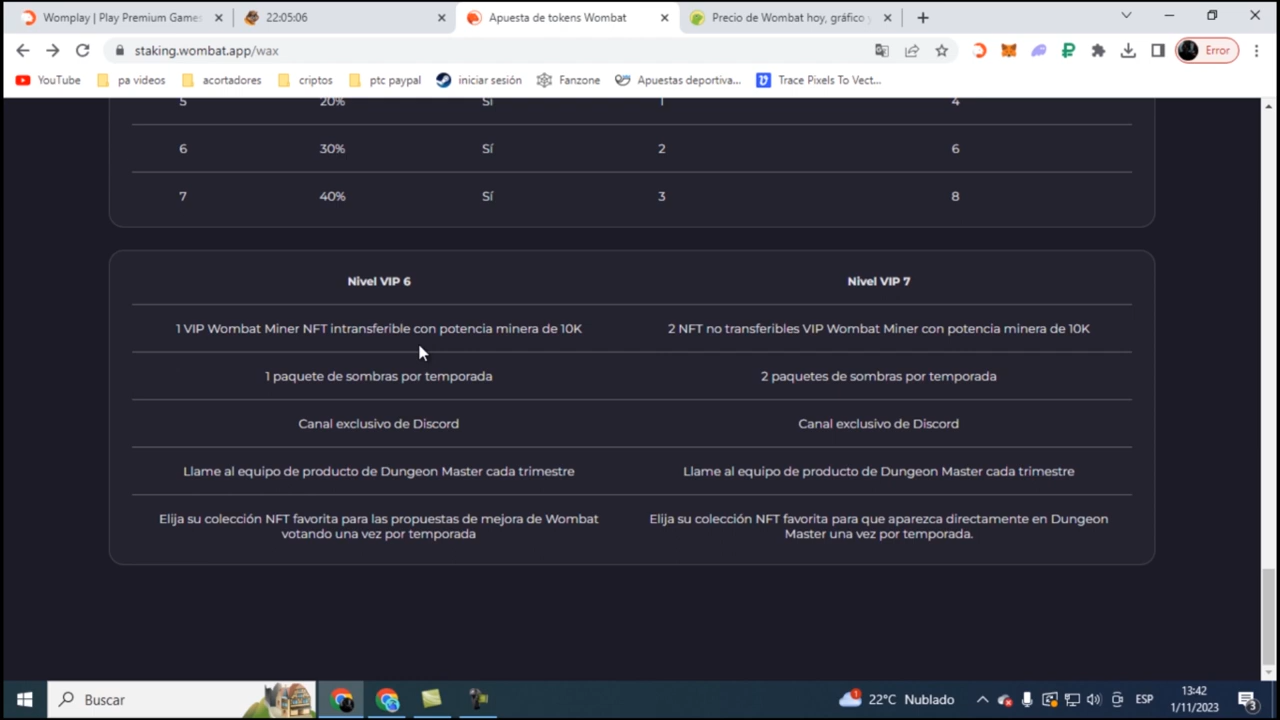 Womplay | Play Premium Games
22:05:06
Apuesta de tokens Wombat
Precio de Wombat hoy, gráfico y
staking.wombat.app/wax
Error
YouTube
pa videos
acortadores
criptos
ptc paypal
iniciar sesión
Fanzone
Apuestas deportiva...
Trace Pixels To Vect...
5 20% Sí 1 4
6 30% Sí 2 6
7 40% Sí 3 8
Nivel VIP 6
Nivel VIP 7
1 VIP Wombat Miner NFT intransferible con potencia minera de 10K
2 NFT no transferibles VIP Wombat Miner con potencia minera de 10K
1 paquete de sombras por temporada
2 paquetes de sombras por temporada
Canal exclusivo de Discord
Canal exclusivo de Discord
Llame al equipo de producto de Dungeon Master cada trimestre
Llame al equipo de producto de Dungeon Master cada trimestre
Elija su colección NFT favorita para las propuestas de mejora de Wombat
votando una vez por temporada
Elija su colección NFT favorita para que aparezca directamente en Dungeon
Master una vez por temporada.
Buscar
1
22°C Nublado
ESP
13:42
1/11/2023
3